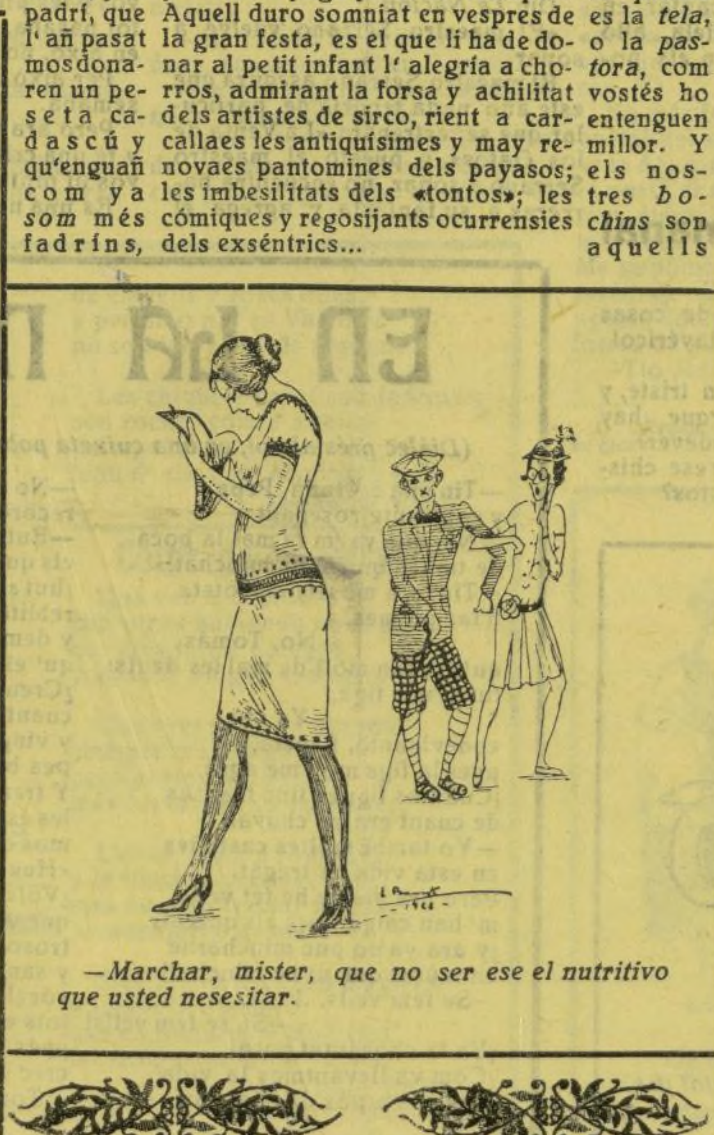 padrí, que
l'añ pasat
mosdona-
ren un pe-
seta ca-
dascú y
qu'enguañ
com ya
som més
fadríns,
Aquell duro somniat en vespres de
la gran festa, es el que li ha de do-
nar al petit infant l' alegría a cho-
rros, admirant la forsa y achilitat
dels artistes de sirco, rient a car-
callaes les antiquísimes y may re-
novaes pantomines dels payasos;
les imbesilitats dels «tontos»; les
cómiques y regosijants ocurrensies
dels exséntrics...
es la tela,
o la pas-
tora, com
vostés ho
entenguen
millor. Y
els nos-
tres bo-
chins son
aquells
—Marchar, mister, que no ser ese el nutritivo
que usted nesesitar.